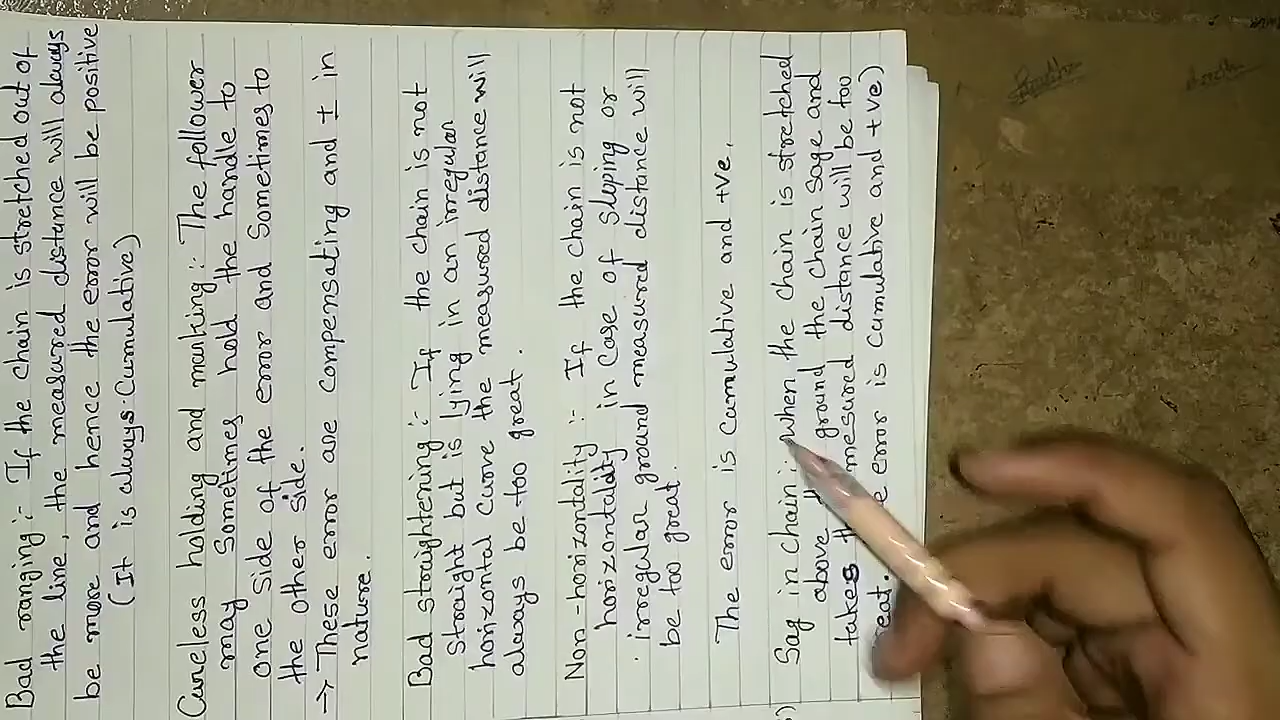 Bad ranging :- If the chain is stretched out of
the line, the measured distance will always
be more and hence the error will be positive
(It is always Cumulative)
Careless holding and marking :- The follower
may sometimes hold the handle to
one side of the error and sometimes to
the other side.
→ These error are compensating and ± in
nature.
Bad straightening :- If the chain is not
straight but is lying in an irregular
horizontal curve the measured distance will
always be too great.
Non-horizontality :- If the chain is not
horizontality in case of sloping or
irregular ground measured distance will
be too great.
The error is cumulative and +ve.
Sag in chain :- when the chain is stretched
above ground the chain sage and
takes mesured distance will be too
error is cumulative and +ve)